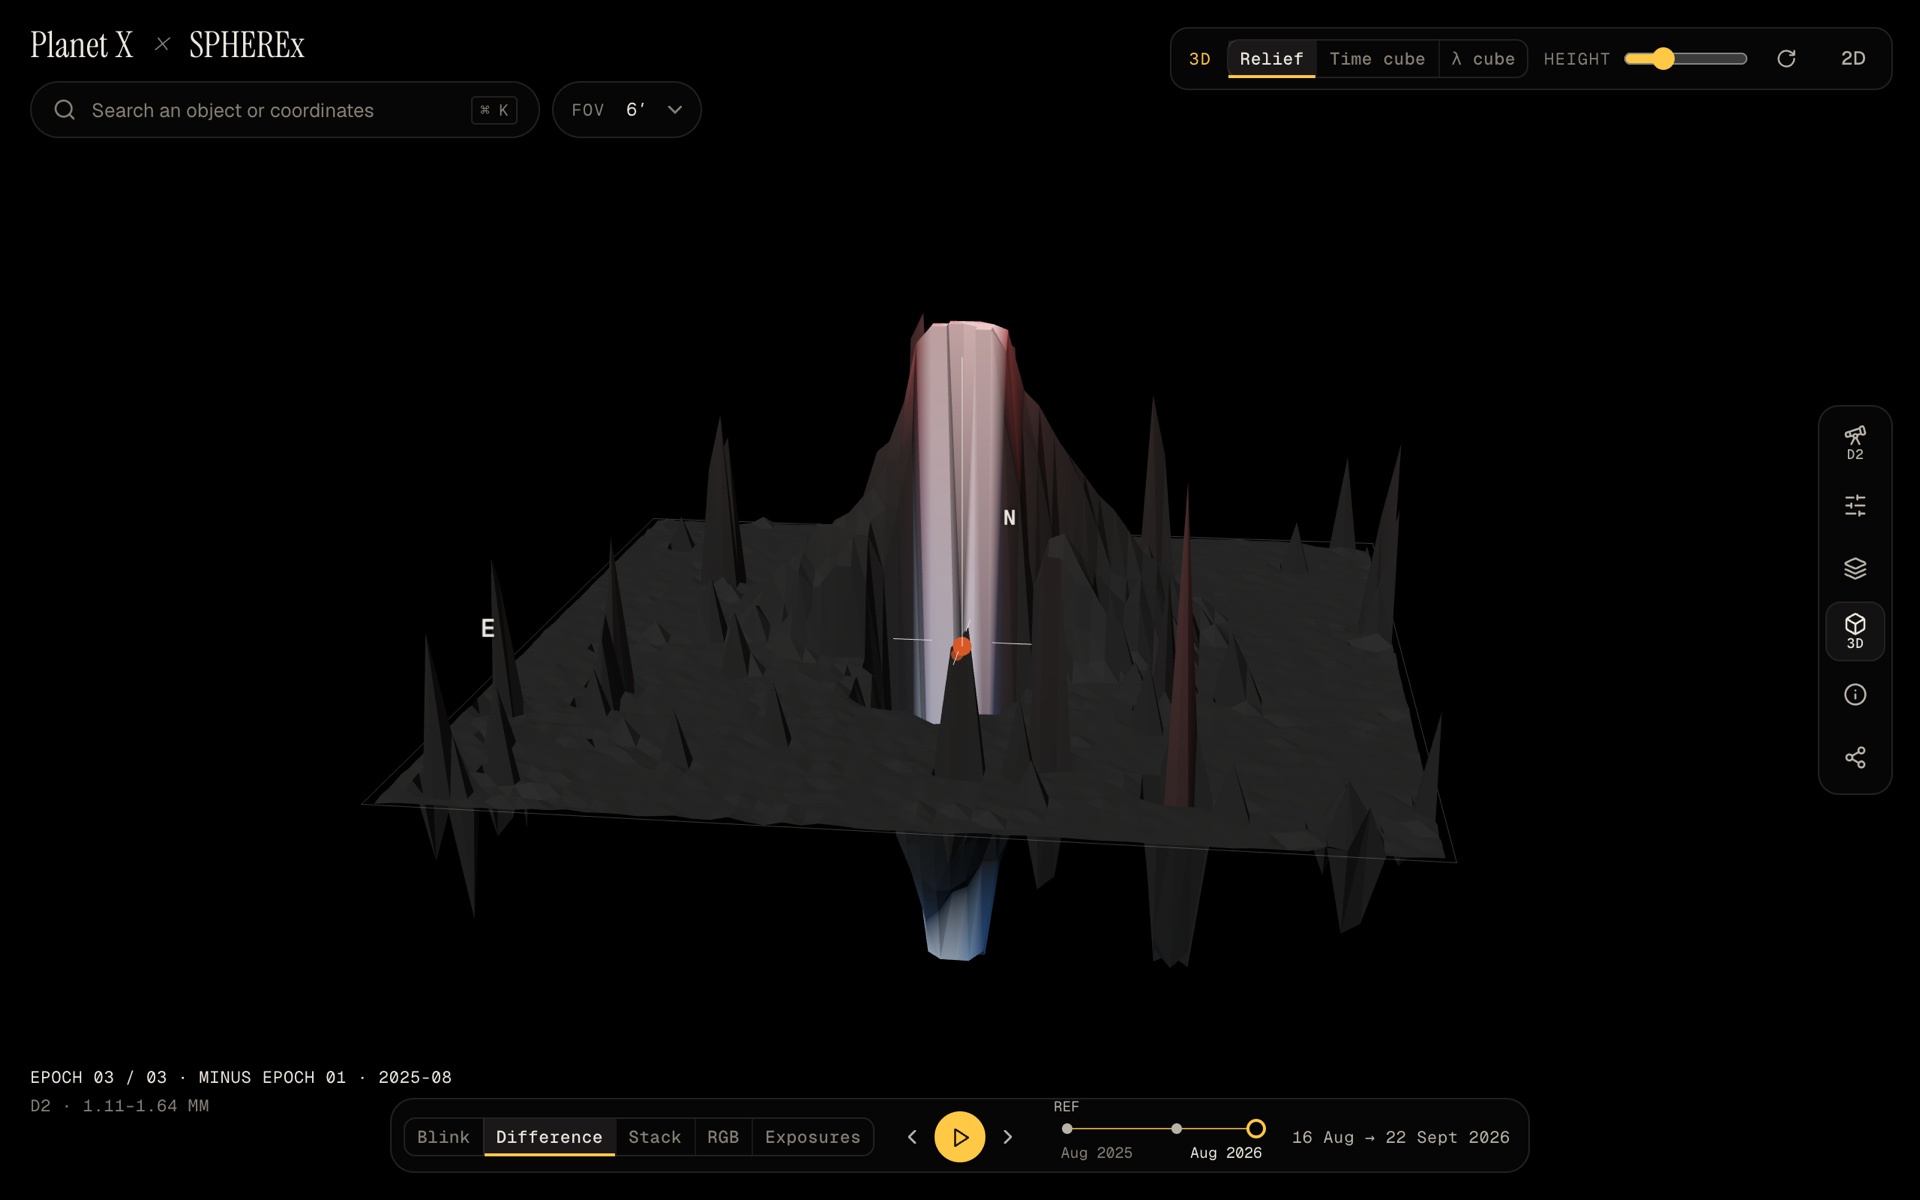 Planet X × SPHEREx
Search an object or coordinates ⌘ K
FOV 6′
3D Relief Time cube λ cube HEIGHT 2D
N
E
D2
3D
EPOCH 03 / 03 · MINUS EPOCH 01 · 2025-08
D2 · 1.11–1.64 ΜM
Blink Difference Stack RGB Exposures
REF
Aug 2025 Aug 2026
16 Aug → 22 Sept 2026